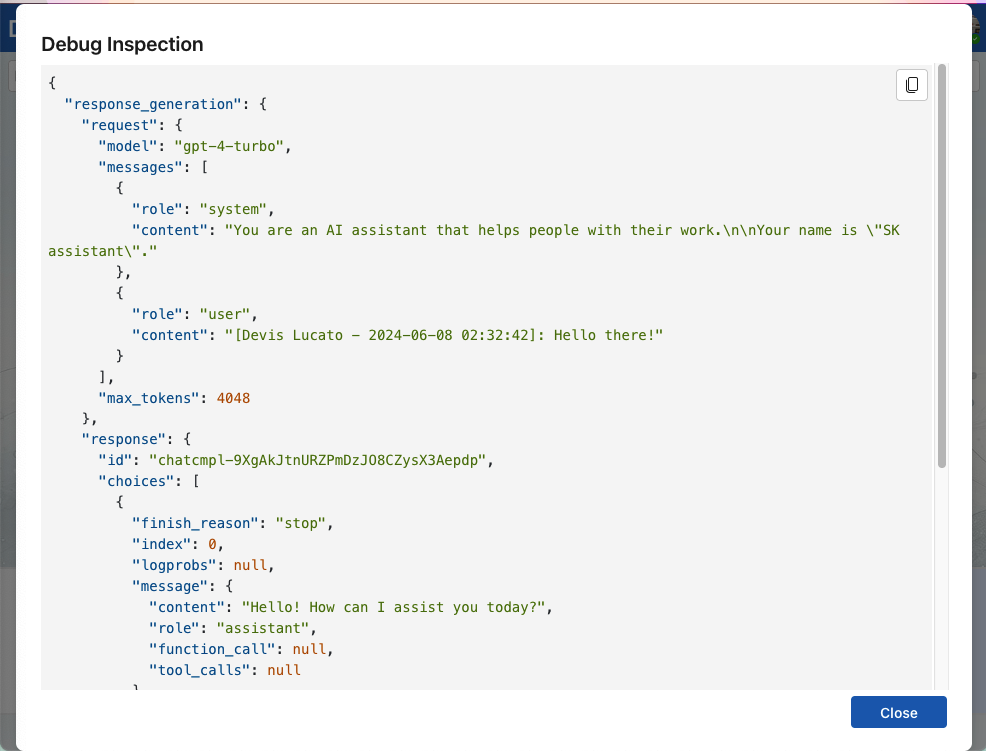 Debug Inspection
{
  "response_generation": {
    "request": {
      "model": "gpt-4-turbo",
      "messages": [
        {
          "role": "system",
          "content": "You are an AI assistant that helps people with their work.\n\nYour name is \"SK
assistant\"."
        },
        {
          "role": "user",
          "content": "[Devis Lucato - 2024-06-08 02:32:42]: Hello there!"
        }
      ],
      "max_tokens": 4048
    },
    "response": {
      "id": "chatcmpl-9XgAkJtnURZPmDzJO8CZysX3Aepdp",
      "choices": [
        {
          "finish_reason": "stop",
          "index": 0,
          "logprobs": null,
          "message": {
            "content": "Hello! How can I assist you today?",
            "role": "assistant",
            "function_call": null,
            "tool_calls": null
          }
Close